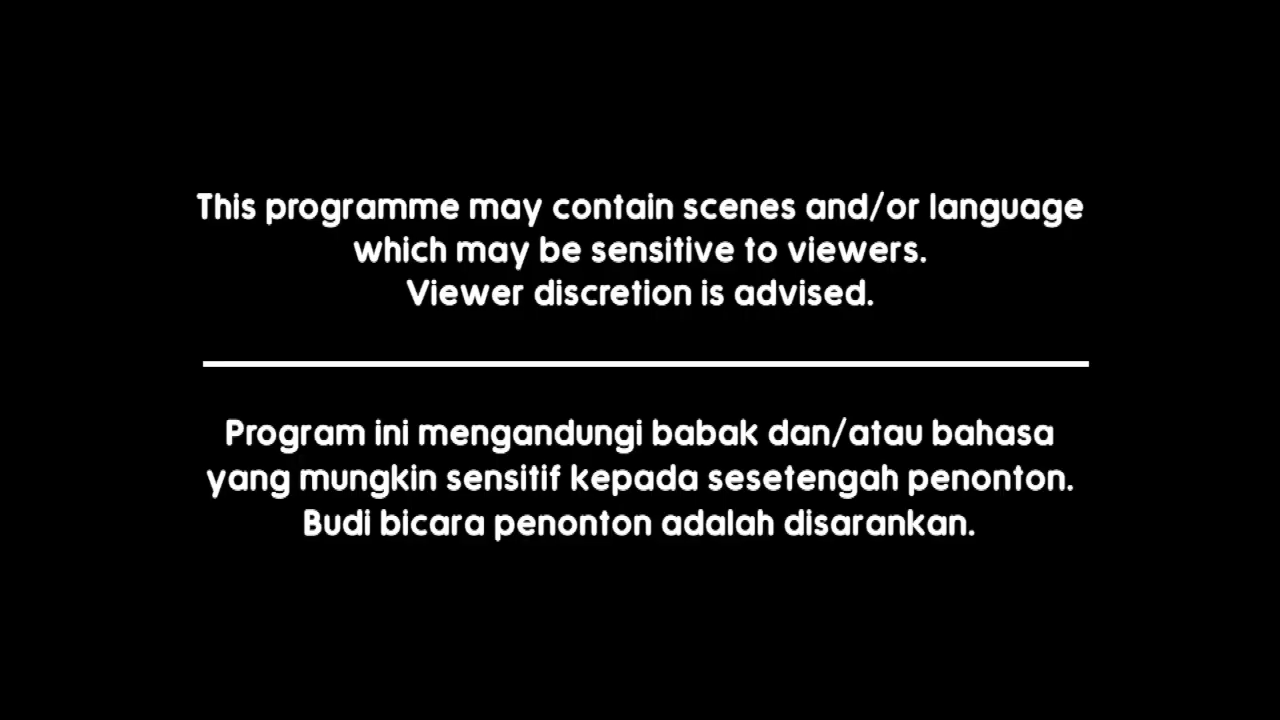 This programme may contain scenes and/or language
which may be sensitive to viewers.
Viewer discretion is advised.
Program ini mengandungi babak dan/atau bahasa
yang mungkin sensitif kepada sesetengah penonton.
Budi bicara penonton adalah disarankan.